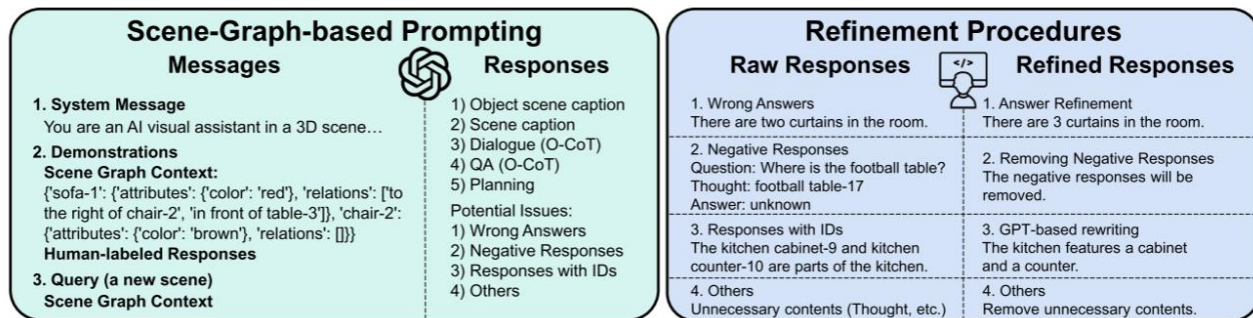 Scene-Graph-based Prompting
Messages
1. System Message
You are an AI visual assistant in a 3D scene…
2. Demonstrations
Scene Graph Context:
{'sofa-1': {'attributes': {'color': 'red'}, 'relations': ['to
the right of chair-2', 'in front of table-3']}, 'chair-2':
{'attributes': {'color': 'brown'}, 'relations': []}}
Human-labeled Responses
3. Query (a new scene)
Scene Graph Context
Responses
1) Object scene caption
2) Scene caption
3) Dialogue (O-CoT)
4) QA (O-CoT)
5) Planning
Potential Issues:
1) Wrong Answers
2) Negative Responses
3) Responses with IDs
4) Others
Refinement Procedures
</>
Raw Responses
1. Wrong Answers
There are two curtains in the room.
2. Negative Responses
Question: Where is the football table?
Thought: football table-17
Answer: unknown
3. Responses with IDs
The kitchen cabinet-9 and kitchen
counter-10 are parts of the kitchen.
4. Others
Unnecessary contents (Thought, etc.)
Refined Responses
1. Answer Refinement
There are 3 curtains in the room.
2. Removing Negative Responses
The negative responses will be
removed.
3. GPT-based rewriting
The kitchen features a cabinet
and a counter.
4. Others
Remove unnecessary contents.